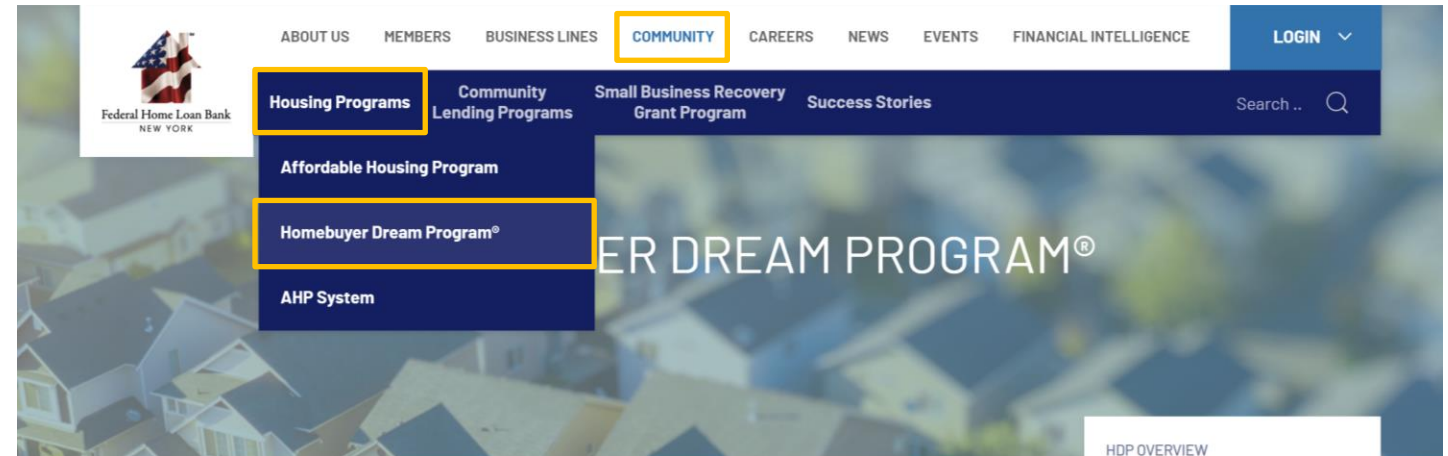 ABOUT US MEMBERS BUSINESS LINES COMMUNITY CAREERS NEWS EVENTS FINANCIAL INTELLIGENCE LOGIN
Federal Home Loan Bank
NEW YORK
Housing Programs
Community
Lending Programs
Small Business Recovery
Grant Program
Success Stories
Search ..
Affordable Housing Program
Homebuyer Dream Program®
AHP System
ER DREAM PROGRAM®
HDP OVERVIEW